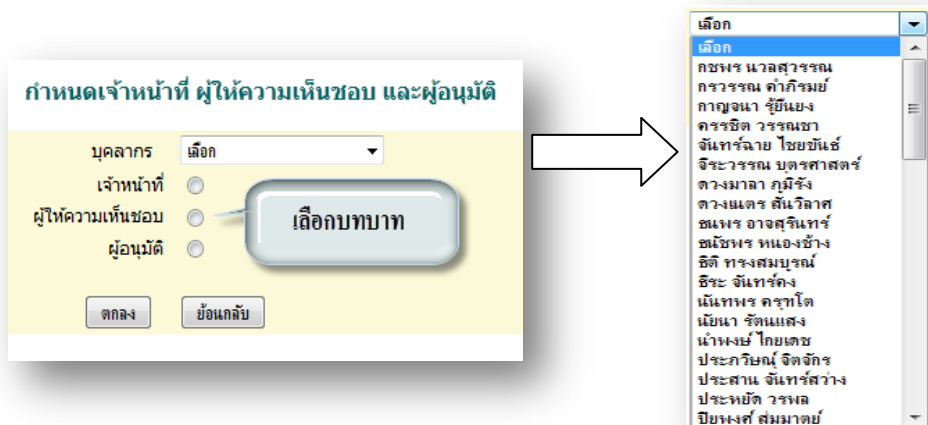 กำหนดเจ้าหน้าที่ ผู้ให้ความเห็นชอบ และผู้อนุมัติ
บุคลากร เลือก
เจ้าหน้าที่
ผู้ให้ความเห็นชอบ
ผู้อนุมัติ
เลือกบทบาท
ตกลง ย้อนกลับ
เลือก
เลือก
กชพร นวลสุวรรณ
กรวรรณ คำภิรมย์
กาญจนา รู้ยืนยง
ครรชิต วรรณชา
จันทร์ฉาย ไชยขันธ์
จีระวรรณ บุตรศาสตร์
ดวงมาลา ภูมิรัง
ดวงเนตร สันวิลาศ
ชนพร อาจสุรินทร์
ชนัชพร หนองช้าง
ธิติ ทรงสมบูรณ์
ธีระ จันทร์คง
นันทพร ครุฑโต
นัยนา รัตนแสง
นำพงษ์ ไกยเดช
ประภวิษณุ์ จิตจักร
ประสาน จันทร์สว่าง
ประหยัด วรพล
ปิยพงศ์ สุ่มมาตย์